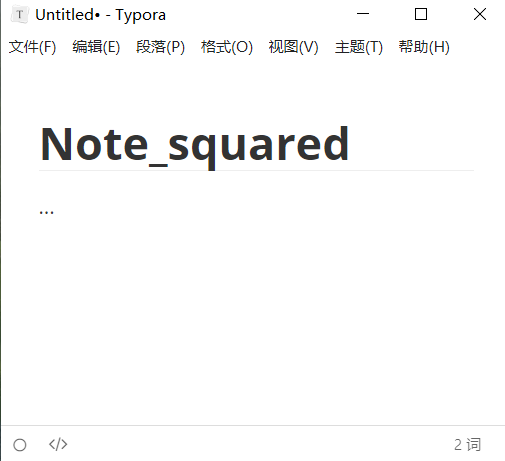 T Untitled• - Typora
文件(F) 编辑(E) 段落(P) 格式(O) 视图(V) 主题(T) 帮助(H)
Note_squared
...
</> 2 词